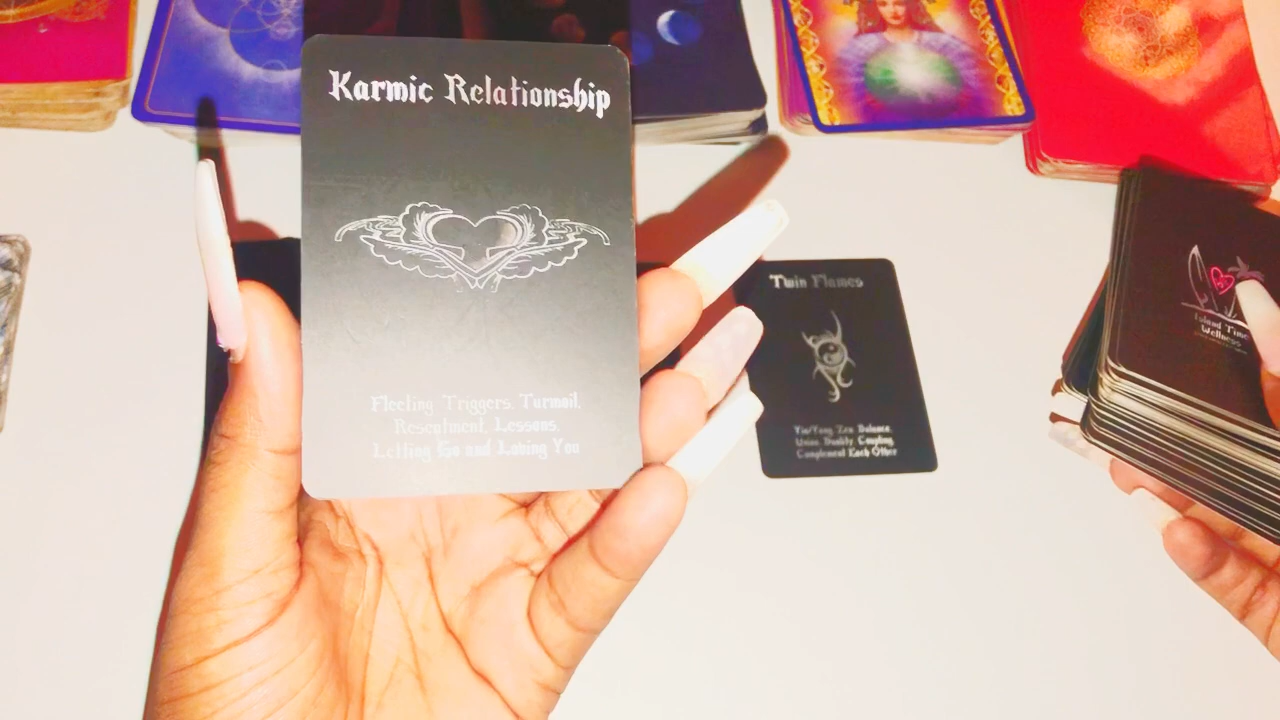 Karmic Relationship
Fleeting Triggers, Turmoil,
Resentment, Lessons,
Letting Go and Loving You
Twin Flames
Yin/Yang Zen Balance,
Union Duality, Coupling,
Complement Each Other
Island Time
Wellness